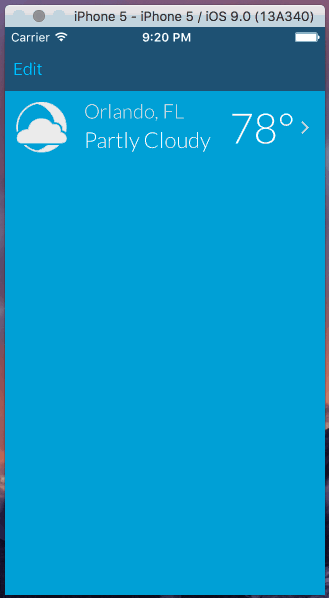 iPhone 5 - iPhone 5 / iOS 9.0 (13A340)
Carrier 9:20 PM
Edit
Orlando, FL
Partly Cloudy
78°